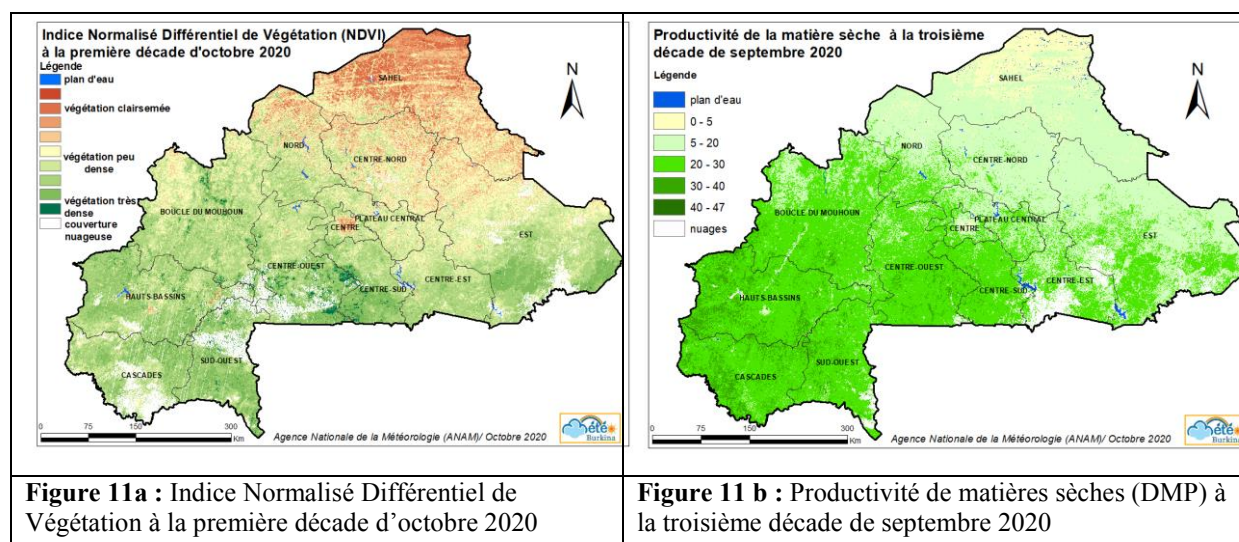 Indice Normalisé Différentiel de Végétation (NDVI)
à la première décade d'octobre 2020
Légende
plan d'eau
végétation clairsemée
végétation peu
dense
végétation très
dense
couverture
nuageuse
N
SAHEL
NORD
CENTRE-NORD
BOUCLE DU MOUHOUN
PLATEAU CENTRAL
CENTRE
EST
CENTRE-OUEST
CENTRE-EST
CENTRE-SUD
HAUTS-BASSINS
SUD-OUEST
CASCADES
0 75 150 300
Km
Agence Nationale de la Météorologie (ANAM)/ Octobre 2020
été
Burkina
Productivité de la matière sèche à la troisième
décade de septembre 2020
Légende
plan d'eau
0 - 5
5 - 20
20 - 30
30 - 40
40 - 47
nuages
N
SAHEL
NORD
CENTRE-NORD
BOUCLE DU MOUHOUN
PLATEAU CENTRAL
CENTRE
EST
CENTRE-OUEST
CENTRE-EST
CENTRE-SUD
HAUTS-BASSINS
SUD-OUEST
CASCADES
0 75 150 300
Km
Agence Nationale de la Météorologie (ANAM)/ Octobre 2020
été
Burkina
Figure 11a : Indice Normalisé Différentiel de
Végétation à la première décade d’octobre 2020
Figure 11 b : Productivité de matières sèches (DMP) à
la troisième décade de septembre 2020